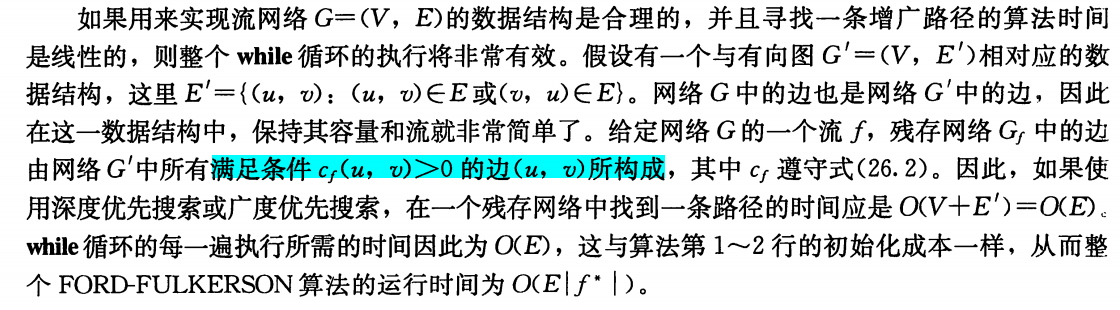 如果用来实现流网络 G=(V，E)的数据结构是合理的，并且寻找一条增广路径的算法时间
是线性的，则整个 while 循环的执行将非常有效。假设有一个与有向图 G′=(V，E′)相对应的数
据结构，这里 E′={(u，v)：(u，v)∈E 或(v，u)∈E}。网络 G 中的边也是网络 G′中的边，因此
在这一数据结构中，保持其容量和流就非常简单了。给定网络 G 的一个流 f，残存网络 Gf 中的边
由网络 G′中所有满足条件 cf(u，v)>0 的边(u，v)所构成，其中 cf 遵守式(26.2)。因此，如果使
用深度优先搜索或广度优先搜索，在一个残存网络中找到一条路径的时间应是 O(V+E′)=O(E)。
while 循环的每一遍执行所需的时间因此为 O(E)，这与算法第 1～2 行的初始化成本一样，从而整
个 FORD-FULKERSON 算法的运行时间为 O(E|f*|)。